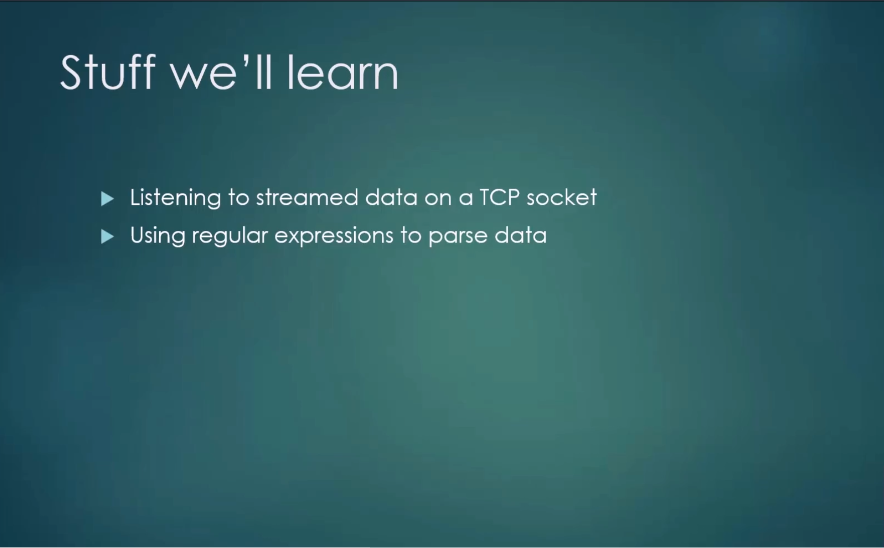 Stuff we'll learn
Listening to streamed data on a TCP socket
Using regular expressions to parse data